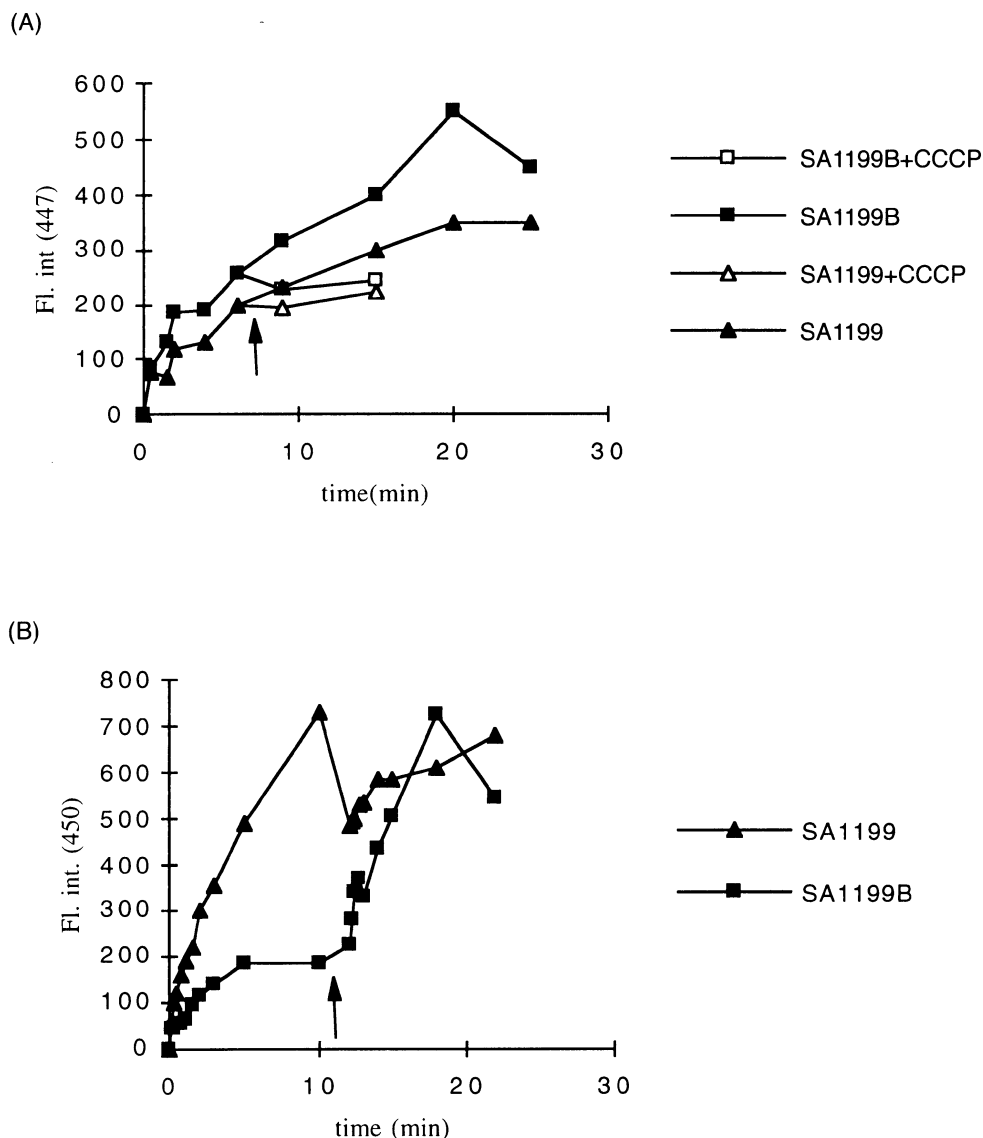 (A)
600
500
400
300
200
100
0
Fl. int (447)
0 10 20 30
time(min)
SA1199B+CCCP
SA1199B
SA1199+CCCP
SA1199
(B)
800
700
600
500
400
300
200
100
0
Fl. int. (450)
0 10 20 30
time (min)
SA1199
SA1199B